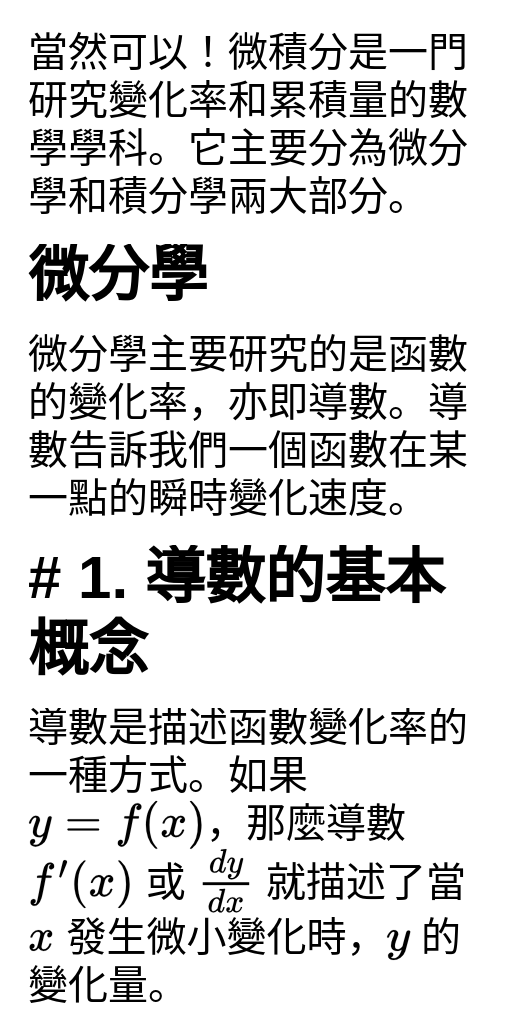 當然可以！微積分是一門
研究變化率和累積量的數
學學科。它主要分為微分
學和積分學兩大部分。
微分學
微分學主要研究的是函數
的變化率，亦即導數。導
數告訴我們一個函數在某
一點的瞬時變化速度。
# 1. 導數的基本
概念
導數是描述函數變化率的
一種方式。如果
y = f(x)，那麼導數
f′(x) 或 dy/dx 就描述了當
x 發生微小變化時，y 的
變化量。